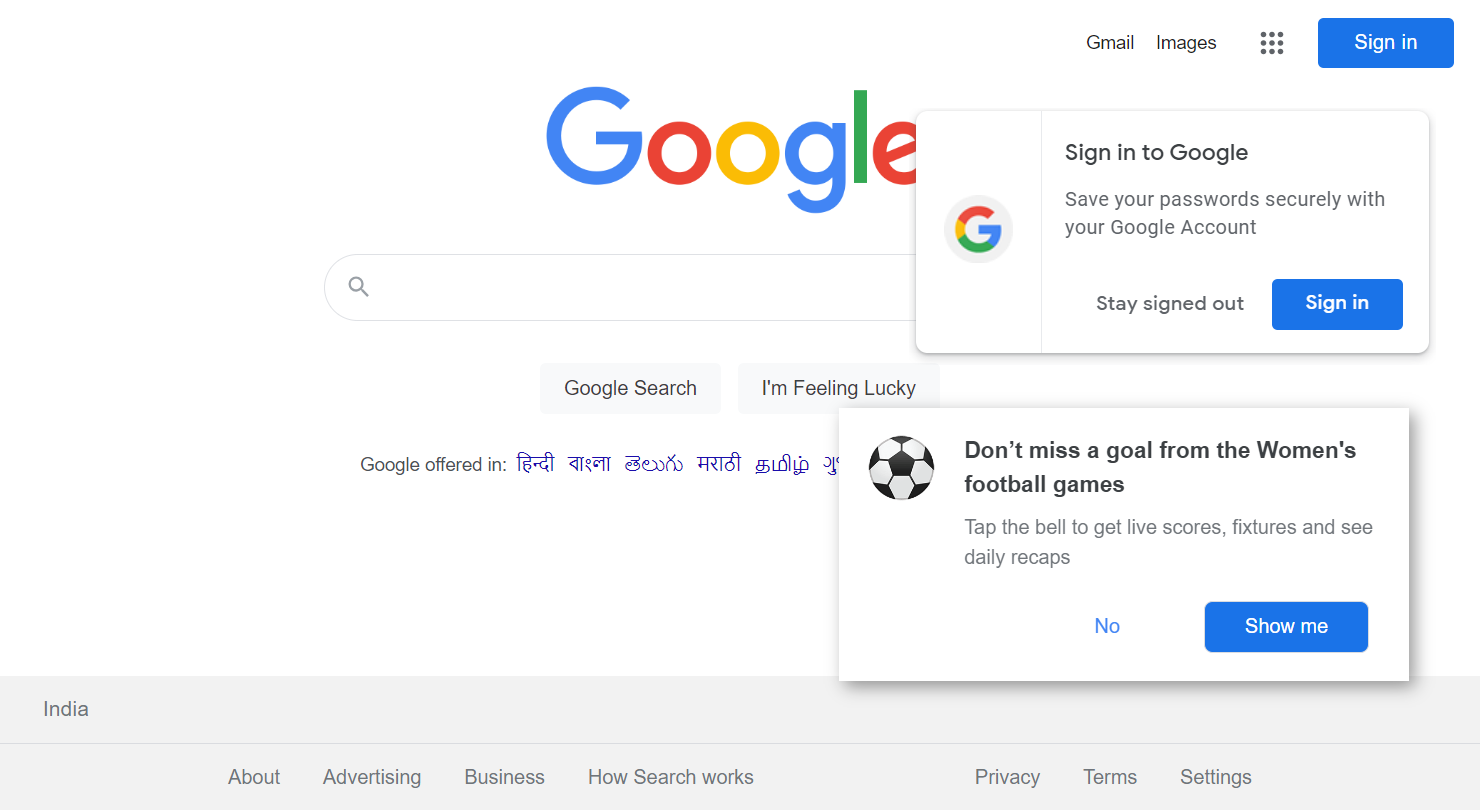 Gmail Images Sign in
Google
Sign in to Google
Save your passwords securely with
your Google Account
Stay signed out Sign in
Google Search I'm Feeling Lucky
Google offered in: हिन्दी বাংলা తెలుగు मराठी தமிழ்
Don’t miss a goal from the Women's
football games
Tap the bell to get live scores, fixtures and see
daily recaps
No Show me
India
About Advertising Business How Search works Privacy Terms Settings